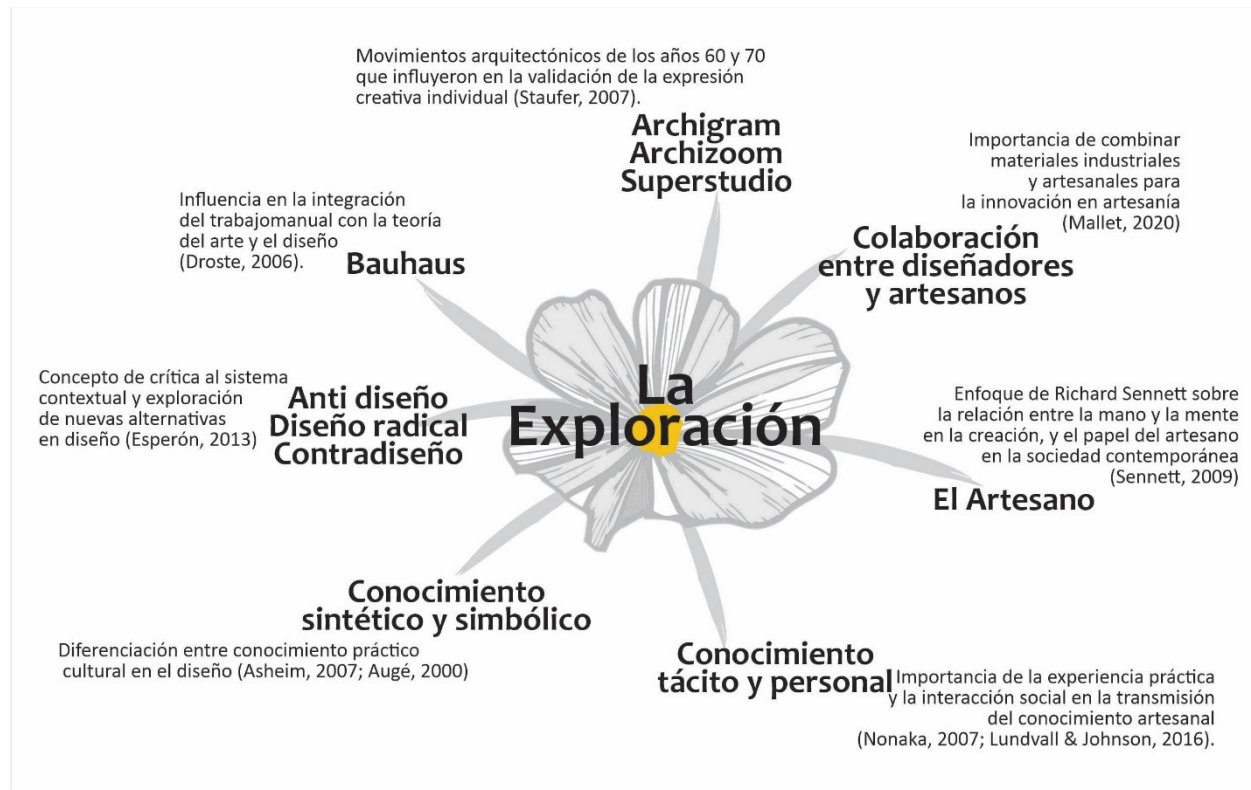 Movimientos arquitectónicos de los años 60 y 70
que influyeron en la validación de la expresión
creativa individual (Staufer, 2007).
Archigram
Archizoom
Superstudio
Importancia de combinar
materiales industriales
y artesanales para
la innovación en artesanía
(Mallet, 2020)
Colaboración
entre diseñadores
y artesanos
Influencia en la integración
del trabajomanual con la teoría
del arte y el diseño
(Droste, 2006).
Bauhaus
Concepto de crítica al sistema
contextual y exploración
de nuevas alternativas
en diseño (Esperón, 2013)
Anti diseño
Diseño radical
Contradiseño
La
Exploración
Enfoque de Richard Sennett sobre
la relación entre la mano y la mente
en la creación, y el papel del artesano
en la sociedad contemporánea
(Sennett, 2009)
El Artesano
Conocimiento
sintético y simbólico
Diferenciación entre conocimiento práctico
cultural en el diseño (Asheim, 2007; Augé, 2000)
Conocimiento
tácito y personal
Importancia de la experiencia práctica
y la interacción social en la transmisión
del conocimiento artesanal
(Nonaka, 2007; Lundvall & Johnson, 2016).